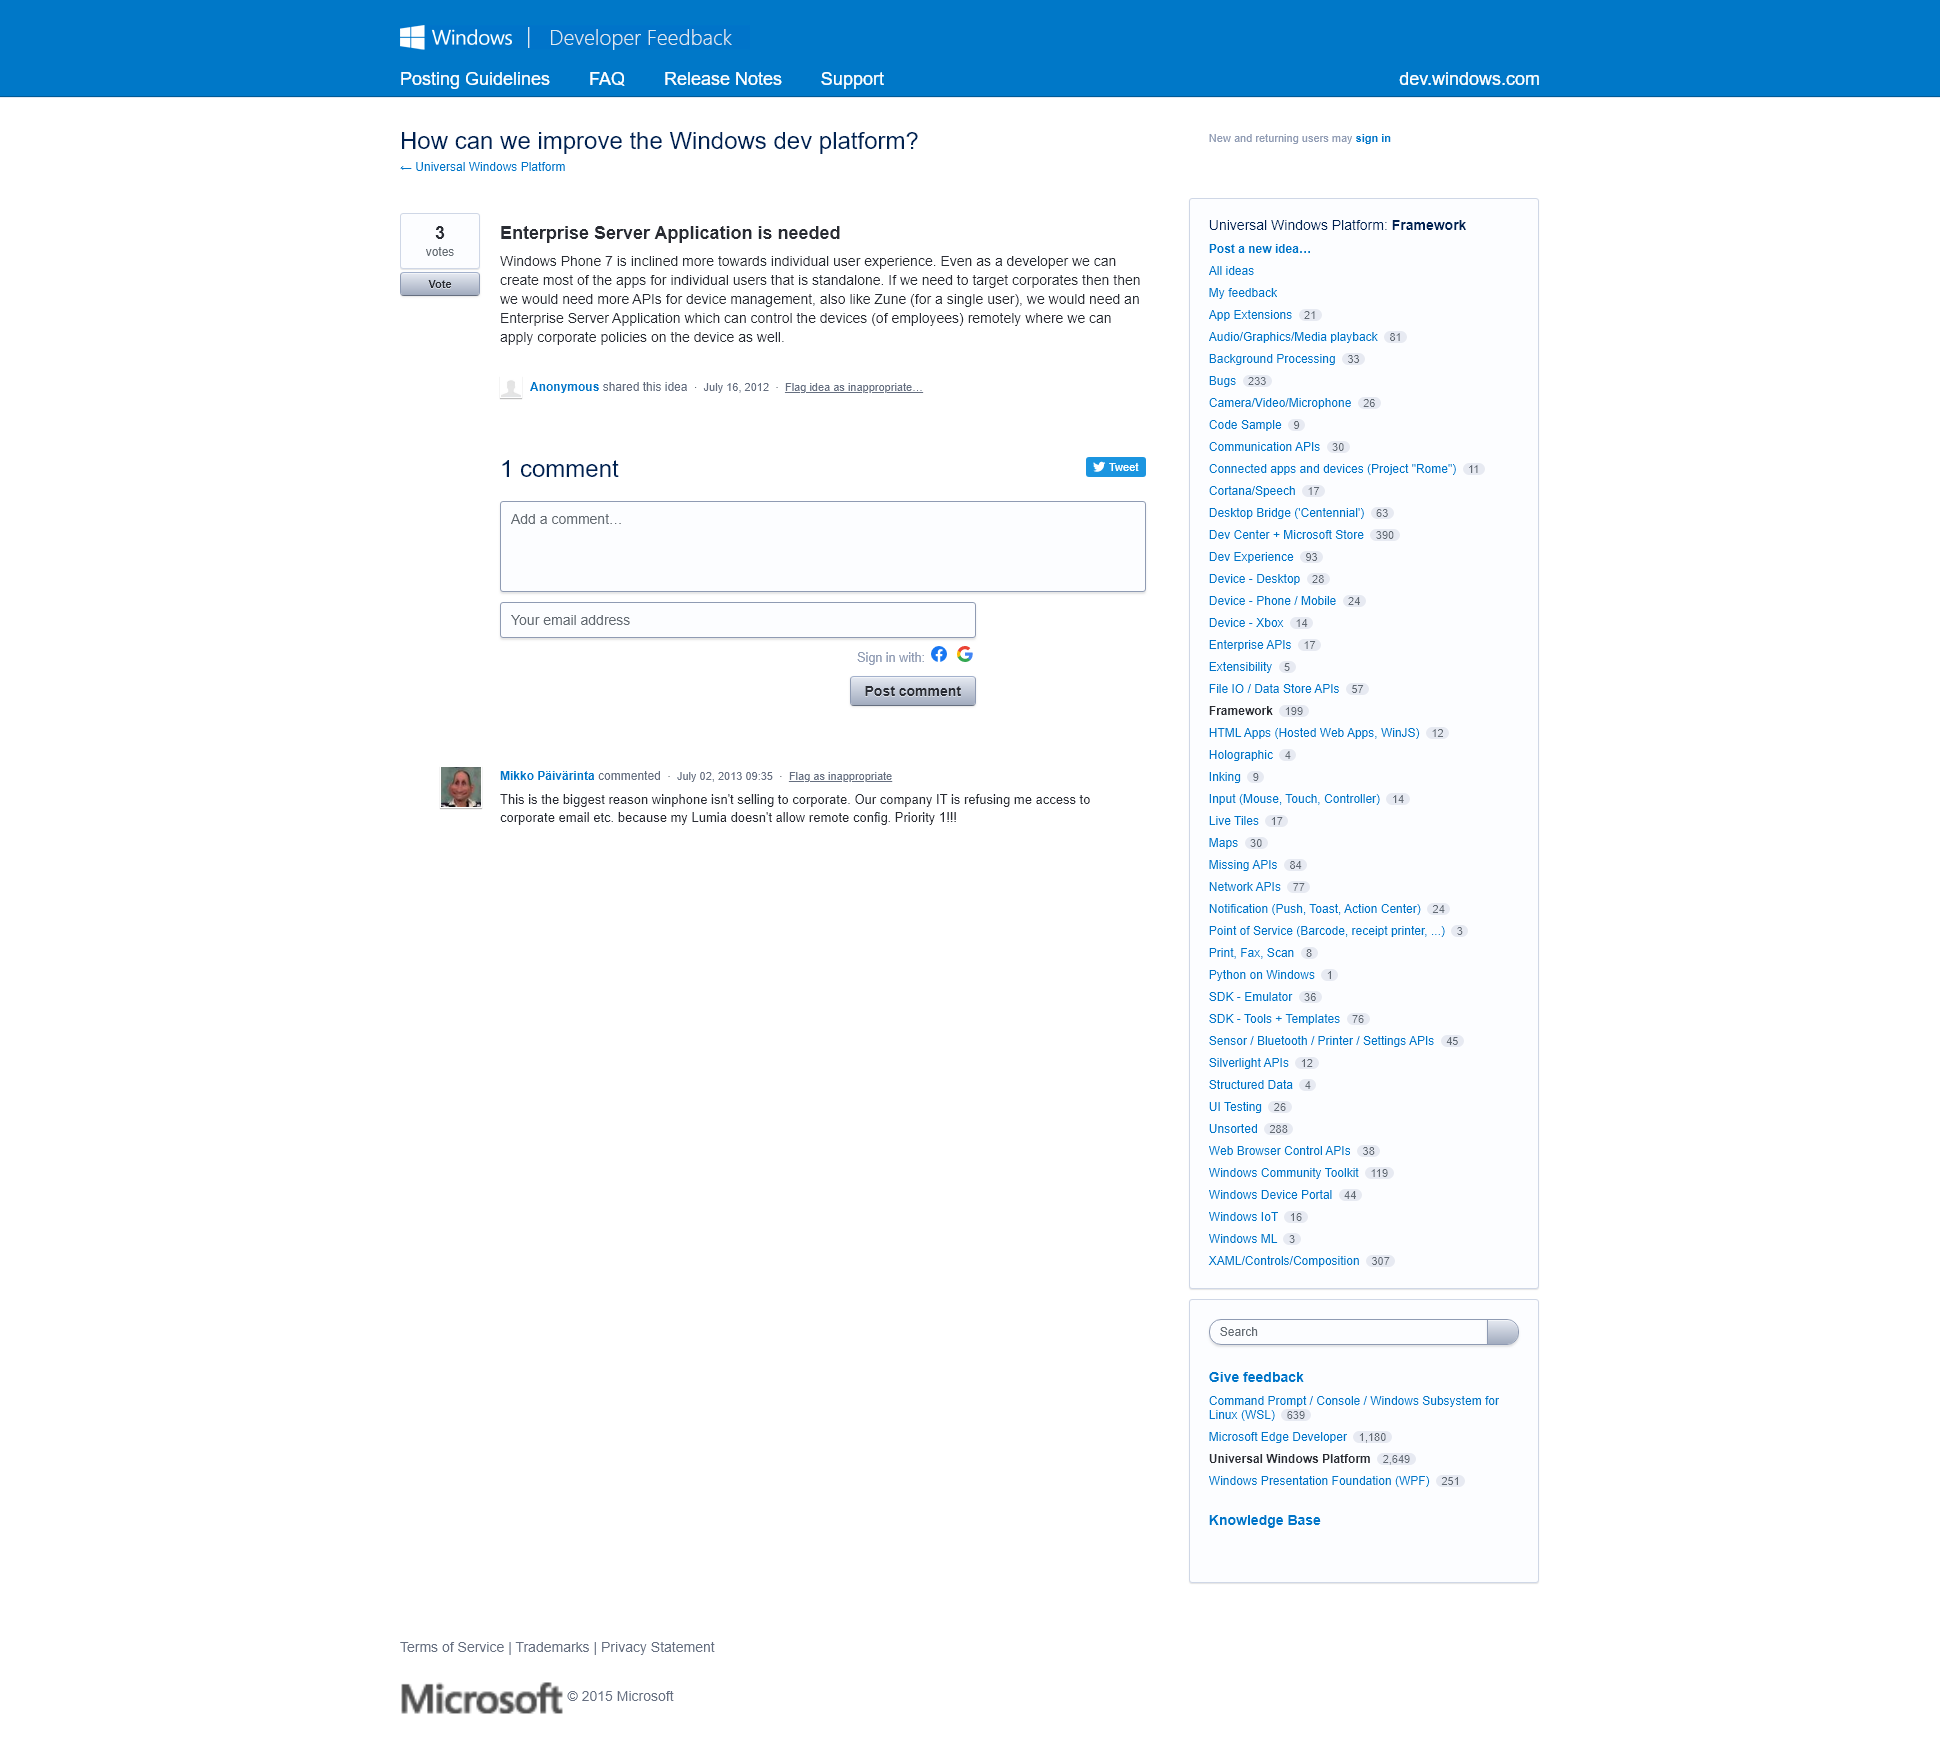 Windows | Developer Feedback
Posting Guidelines FAQ Release Notes Support dev.windows.com
How can we improve the Windows dev platform?
← Universal Windows Platform
New and returning users may sign in
3
votes
Vote
Enterprise Server Application is needed
Windows Phone 7 is inclined more towards individual user experience. Even as a developer we can
create most of the apps for individual users that is standalone. If we need to target corporates then then
we would need more APIs for device management, also like Zune (for a single user), we would need an
Enterprise Server Application which can control the devices (of employees) remotely where we can
apply corporate policies on the device as well.
Anonymous shared this idea · July 16, 2012 · Flag idea as inappropriate…
1 comment
Tweet
Add a comment…
Your email address
Sign in with:
Post comment
Mikko Päivärinta commented · July 02, 2013 09:35 · Flag as inappropriate
This is the biggest reason winphone isn't selling to corporate. Our company IT is refusing me access to
corporate email etc. because my Lumia doesn't allow remote config. Priority 1!!!
Universal Windows Platform: Framework
Post a new idea…
All ideas
My feedback
App Extensions 21
Audio/Graphics/Media playback 81
Background Processing 33
Bugs 233
Camera/Video/Microphone 26
Code Sample 9
Communication APIs 30
Connected apps and devices (Project "Rome") 11
Cortana/Speech 17
Desktop Bridge ('Centennial') 63
Dev Center + Microsoft Store 390
Dev Experience 93
Device - Desktop 28
Device - Phone / Mobile 24
Device - Xbox 14
Enterprise APIs 17
Extensibility 5
File IO / Data Store APIs 57
Framework 199
HTML Apps (Hosted Web Apps, WinJS) 12
Holographic 4
Inking 9
Input (Mouse, Touch, Controller) 14
Live Tiles 17
Maps 30
Missing APIs 84
Network APIs 77
Notification (Push, Toast, Action Center) 24
Point of Service (Barcode, receipt printer, ...) 3
Print, Fax, Scan 8
Python on Windows 1
SDK - Emulator 36
SDK - Tools + Templates 76
Sensor / Bluetooth / Printer / Settings APIs 45
Silverlight APIs 12
Structured Data 4
UI Testing 26
Unsorted 288
Web Browser Control APIs 38
Windows Community Toolkit 119
Windows Device Portal 44
Windows IoT 16
Windows ML 3
XAML/Controls/Composition 307
Search
Give feedback
Command Prompt / Console / Windows Subsystem for
Linux (WSL) 639
Microsoft Edge Developer 1,180
Universal Windows Platform 2,649
Windows Presentation Foundation (WPF) 251
Knowledge Base
Terms of Service | Trademarks | Privacy Statement
Microsoft © 2015 Microsoft